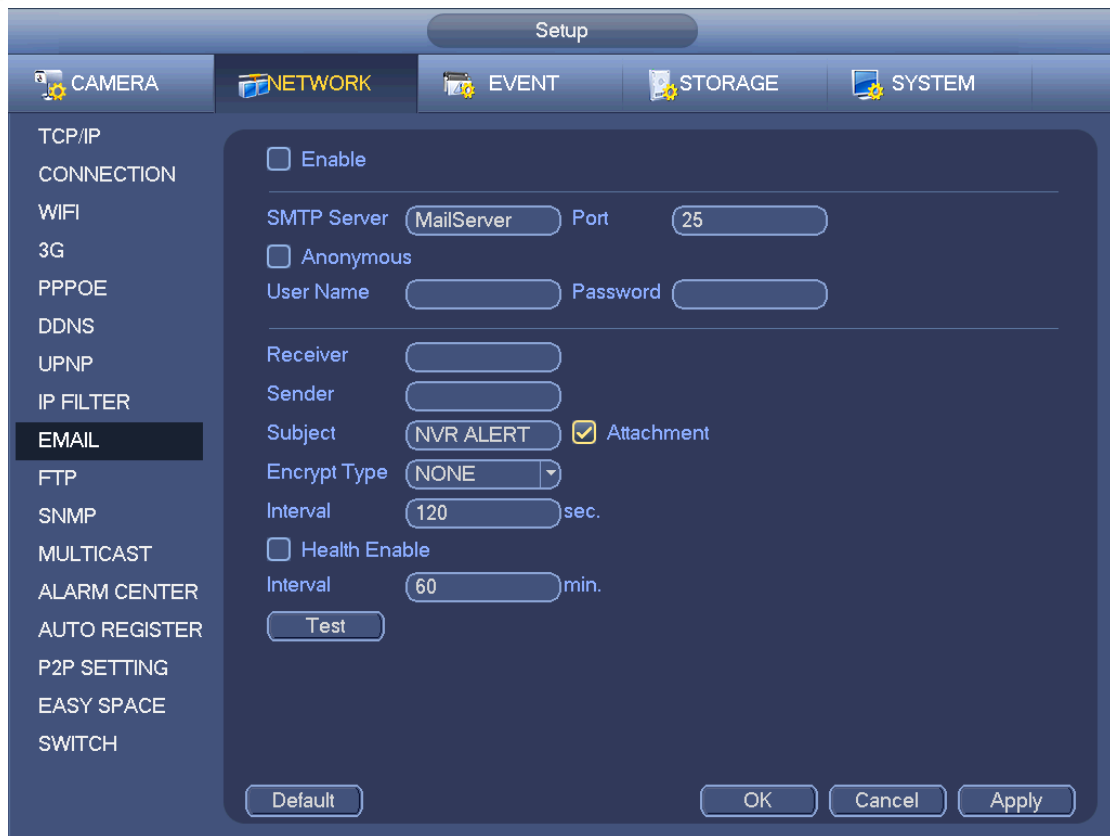 Setup
CAMERA NETWORK EVENT STORAGE SYSTEM
TCP/IP
CONNECTION
WIFI
3G
PPPOE
DDNS
UPNP
IP FILTER
EMAIL
FTP
SNMP
MULTICAST
ALARM CENTER
AUTO REGISTER
P2P SETTING
EASY SPACE
SWITCH
Enable
SMTP Server MailServer Port 25
Anonymous
User Name Password
Receiver
Sender
Subject NVR ALERT Attachment
Encrypt Type NONE
Interval 120 sec.
Health Enable
Interval 60 min.
Test
Default OK Cancel Apply